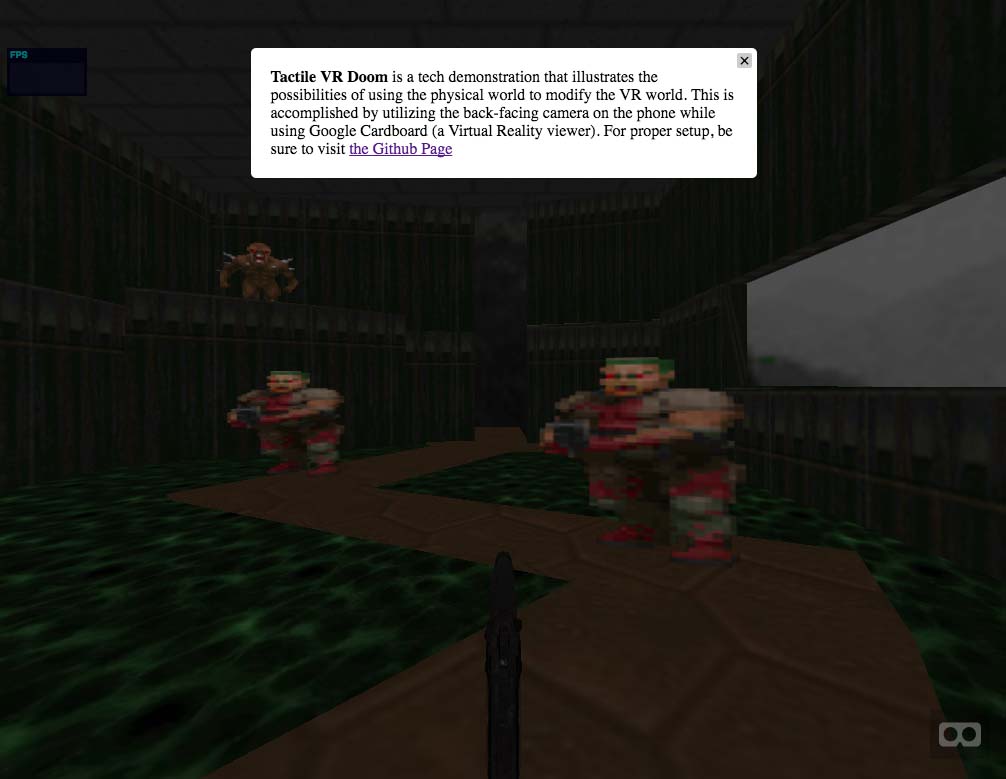 FPS
Tactile VR Doom is a tech demonstration that illustrates the
possibilities of using the physical world to modify the VR world. This is
accomplished by utilizing the back-facing camera on the phone while
using Google Cardboard (a Virtual Reality viewer). For proper setup, be
sure to visit the Github Page